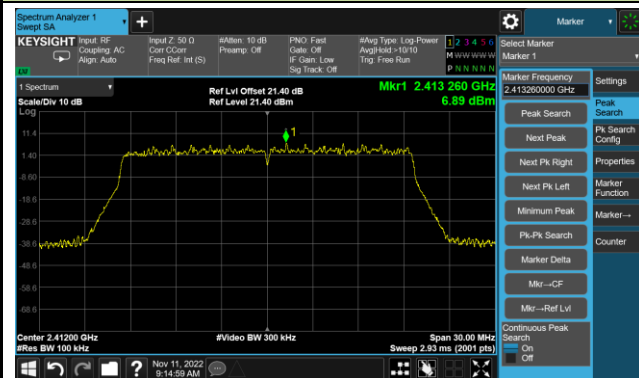 Spectrum Analyzer 1
Swept SA
Marker
KEYSIGHT
Input: RF
Coupling: AC
Align: Auto
Input Z: 50 Ω
Corr CCorr
Freq Ref: Int (S)
#Atten: 10 dB
Preamp: Off
PNO: Fast
Gate: Off
IF Gain: Low
Sig Track: Off
#Avg Type: Log-Power
Avg|Hold:>10/10
Trig: Free Run
1 2 3 4 5 6
M W W W W W
P N N N N N
LXI
Select Marker
Marker 1
1 Spectrum
Scale/Div 10 dB
Log
Ref Lvl Offset 21.40 dB
Ref Level 21.40 dBm
Mkr1 2.413 260 GHz
6.89 dBm
1
11.4
1.40
-8.60
-18.6
-28.6
-38.6
-48.6
-58.6
-68.6
Center 2.41200 GHz
#Res BW 100 kHz
#Video BW 300 kHz
Span 30.00 MHz
Sweep 2.93 ms (2001 pts)
Marker Frequency
2.413260000 GHz
Peak Search
Next Peak
Next Pk Right
Next Pk Left
Minimum Peak
Pk-Pk Search
Marker Delta
Mkr→CF
Mkr→Ref Lvl
Continuous Peak
Search
On
Off
Settings
Peak
Search
Pk Search
Config
Properties
Marker
Function
Marker→
Counter
?
Nov 11, 2022
9:14:59 AM